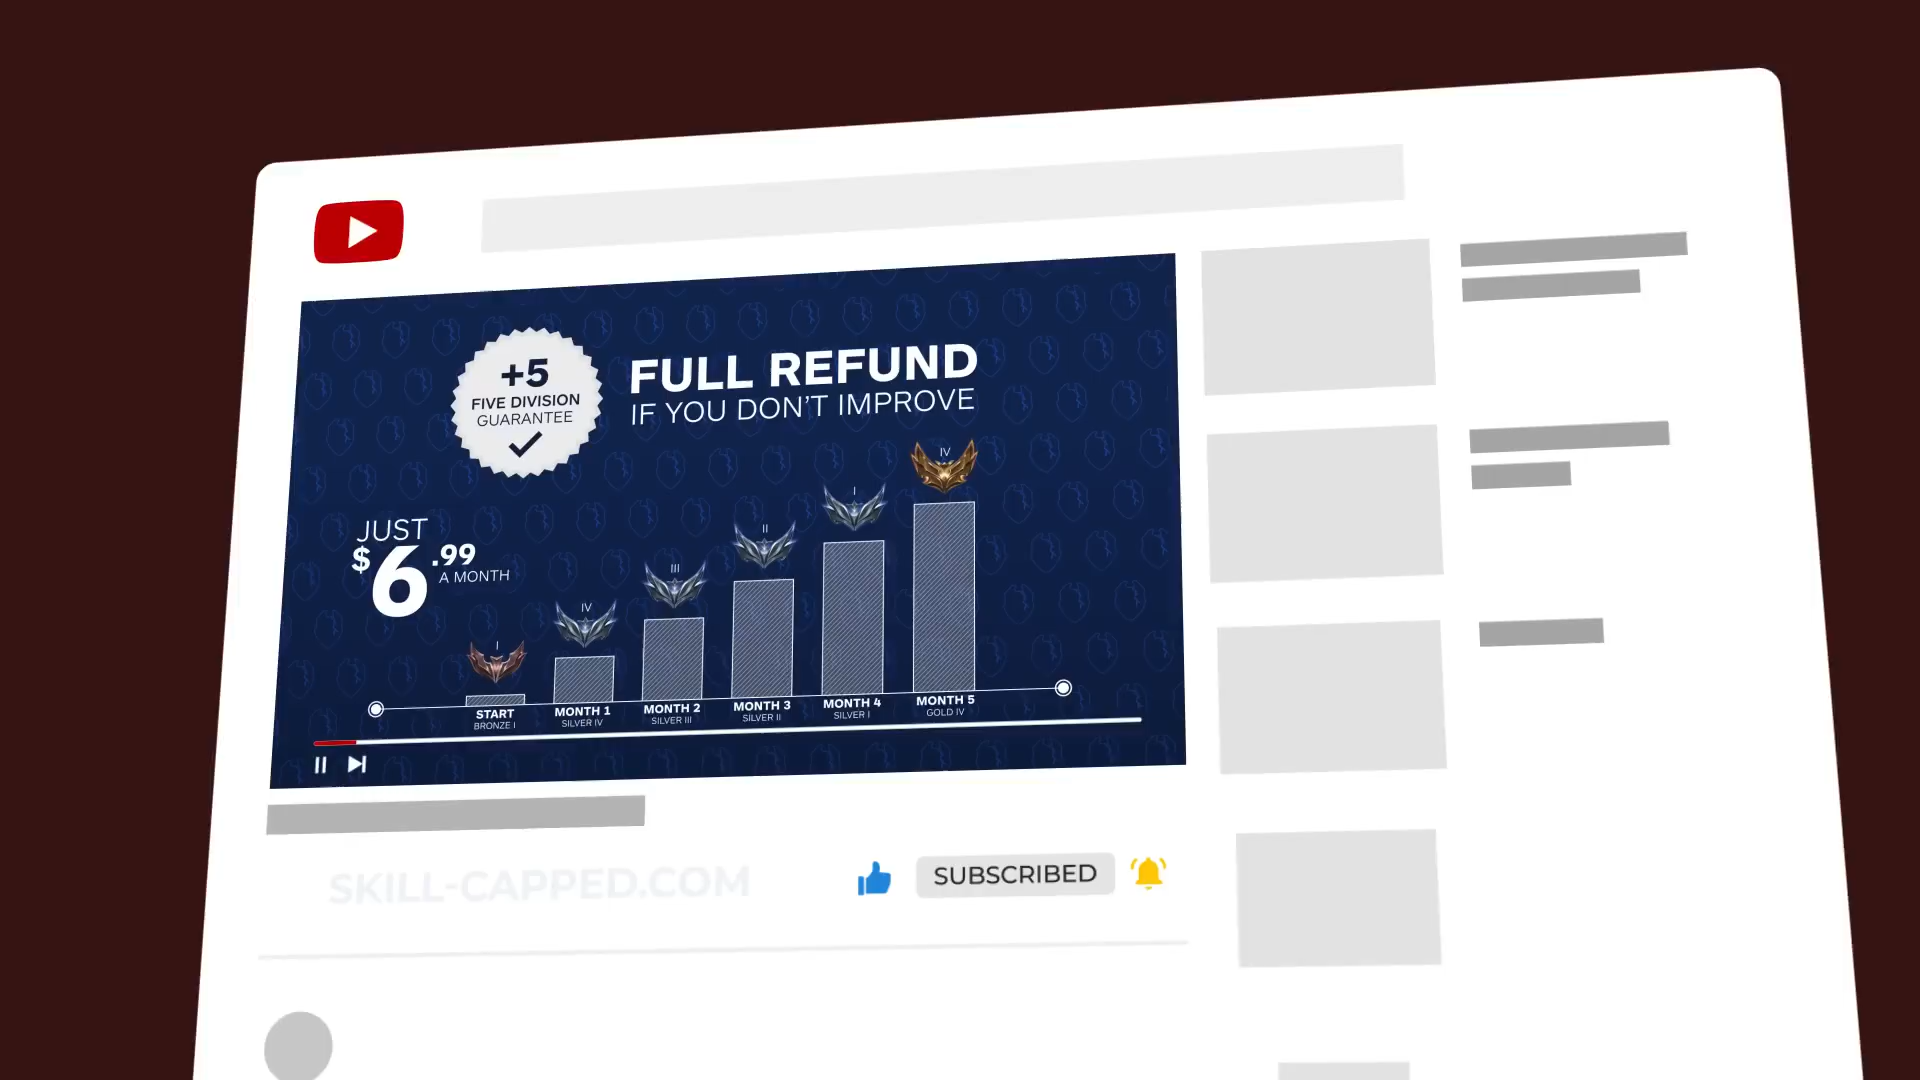 +5
FIVE DIVISION
GUARANTEE
FULL REFUND
IF YOU DON'T IMPROVE
JUST
$6.99
A MONTH
I
IV
III
II
I
IV
START
BRONZE I
MONTH 1
SILVER IV
MONTH 2
SILVER III
MONTH 3
SILVER II
MONTH 4
SILVER I
MONTH 5
GOLD IV
SKILL-CAPPED.COM
SUBSCRIBED